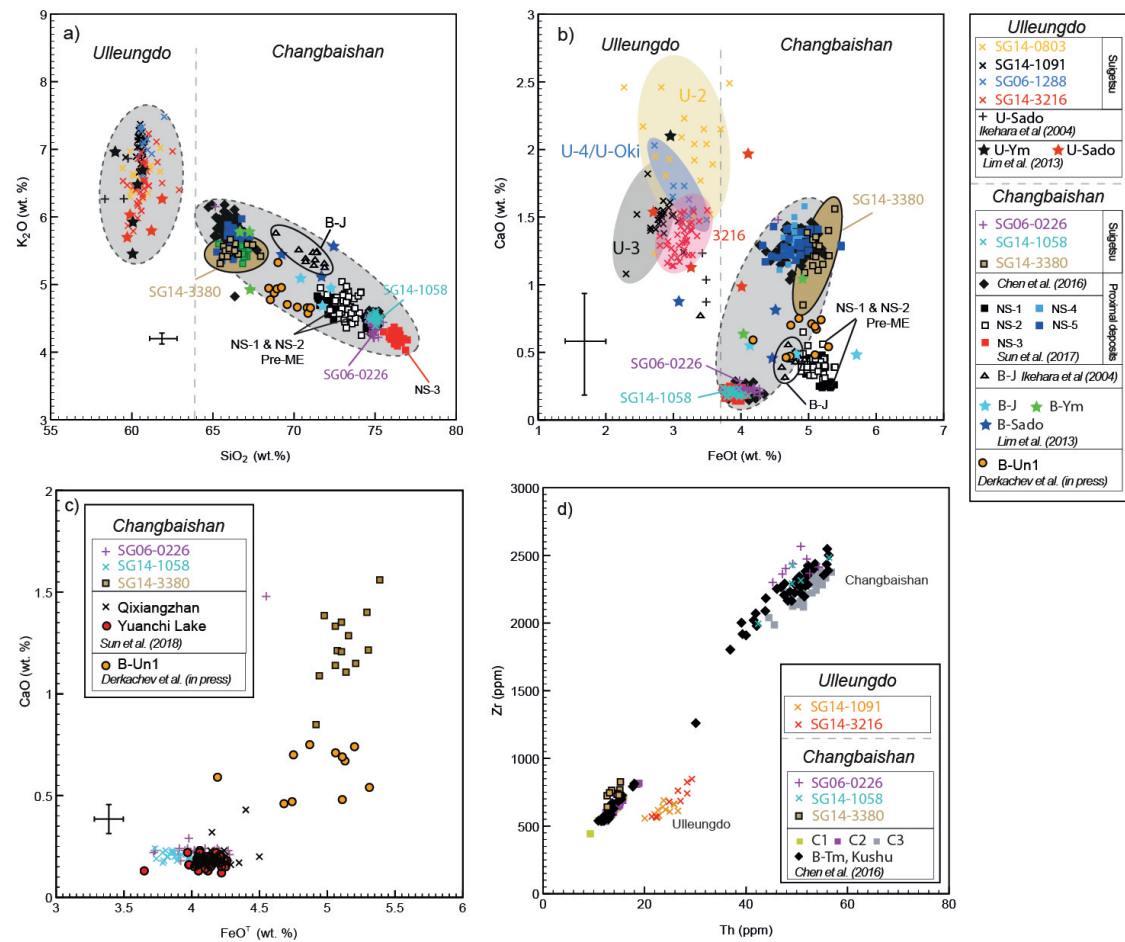 a)
Ulleungdo
Changbaishan
B-J
SG14-3380
SG14-1058
NS-1 & NS-2
Pre-ME
SG06-0226
NS-3
K2O (wt. %)
9
8
7
6
5
4
3
55
60
65
70
75
80
SiO2 (wt.%)
b)
Ulleungdo
Changbaishan
U-2
U-4/U-Oki
SG14-3380
3216
U-3
NS-1 & NS-2
Pre-ME
SG06-0226
SG14-1058
B-J
CaO (wt. %)
3
2.5
2
1.5
1
0.5
0
1
2
3
4
5
6
7
FeOt (wt. %)
Ulleungdo
SG14-0803
SG14-1091
SG06-1288
SG14-3216
Suigetsu
U-Sado
Ikehara et al (2004)
U-Ym
U-Sado
Lim et al. (2013)
Changbaishan
SG06-0226
SG14-1058
SG14-3380
Suigetsu
Chen et al. (2016)
NS-1
NS-4
NS-2
NS-5
NS-3
Sun et al. (2017)
Proximal deposits
B-J Ikehara et al (2004)
B-J
B-Ym
B-Sado
Lim et al. (2013)
B-Un1
Derkachev et al. (in press)
c)
Changbaishan
SG06-0226
SG14-1058
SG14-3380
Qixiangzhan
Yuanchi Lake
Sun et al. (2018)
B-Un1
Derkachev et al. (in press)
CaO (wt. %)
2
1.5
1
0.5
0
3
3.5
4
4.5
5
5.5
6
FeOT (wt. %)
d)
Changbaishan
Ulleungdo
Ulleungdo
SG14-1091
SG14-3216
Changbaishan
SG06-0226
SG14-1058
SG14-3380
C1
C2
C3
B-Tm, Kushu
Chen et al. (2016)
Zr (ppm)
3000
2500
2000
1500
1000
500
0
0
20
40
60
80
Th (ppm)